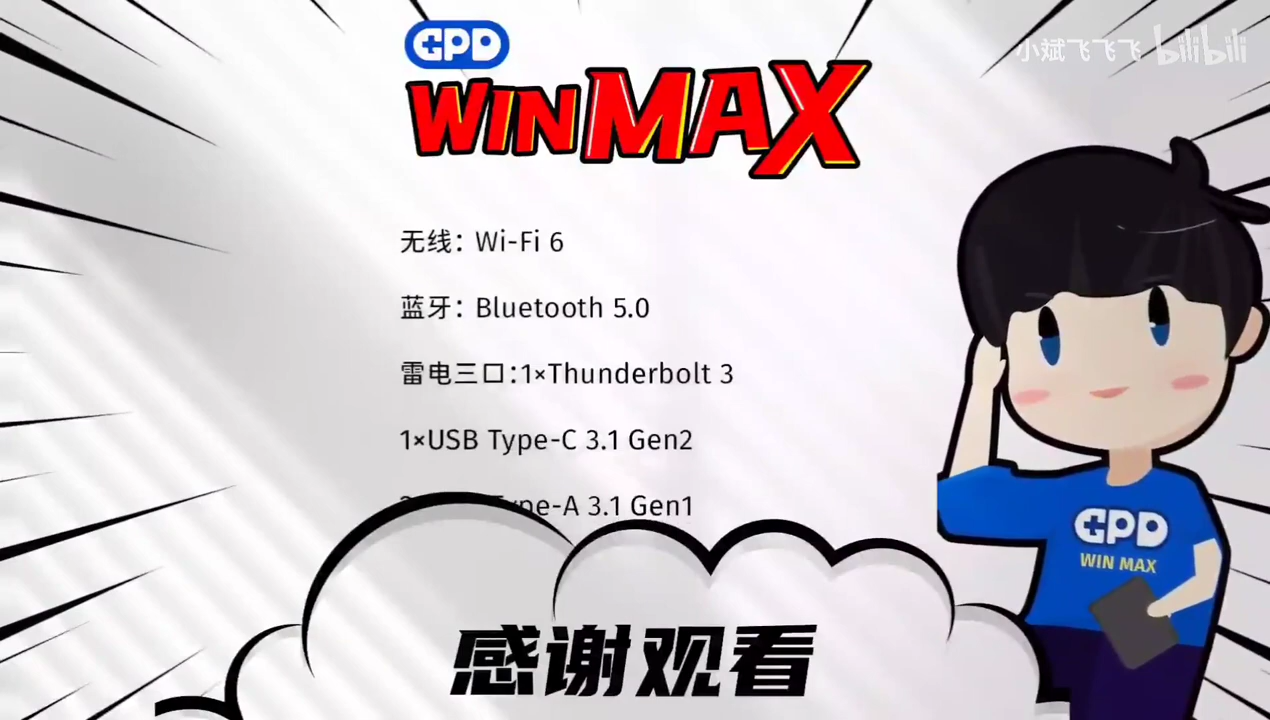 小斌飞飞飞 bilibili
GPD
WIN MAX
无线：Wi-Fi 6
蓝牙：Bluetooth 5.0
雷电三口:1×Thunderbolt 3
1×USB Type-C 3.1 Gen2
Type-A 3.1 Gen1
GPD
WIN MAX
感谢观看